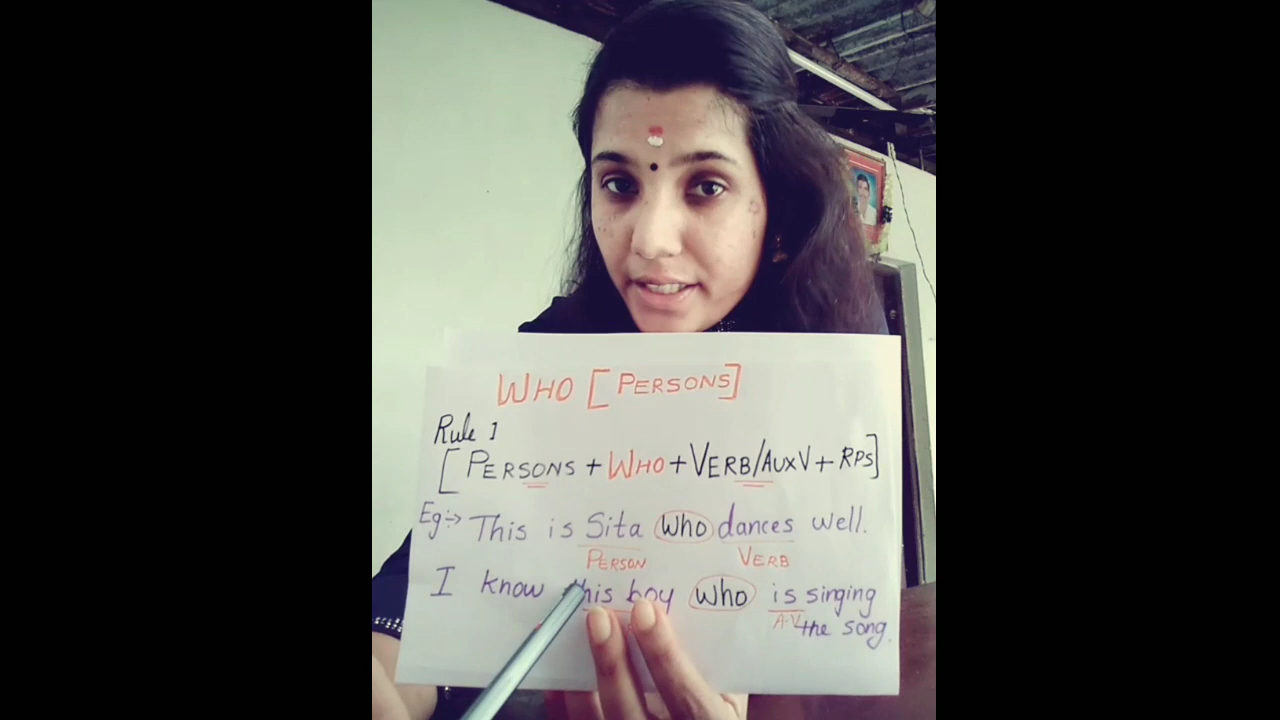 WHO [PERSONS]
Rule 1
[PERSONS + WHO + VERB/AUXV + RPS]
Eg:-> This is Sita who dances well.
PERSON VERB
I know this boy who is singing
A.V the song.